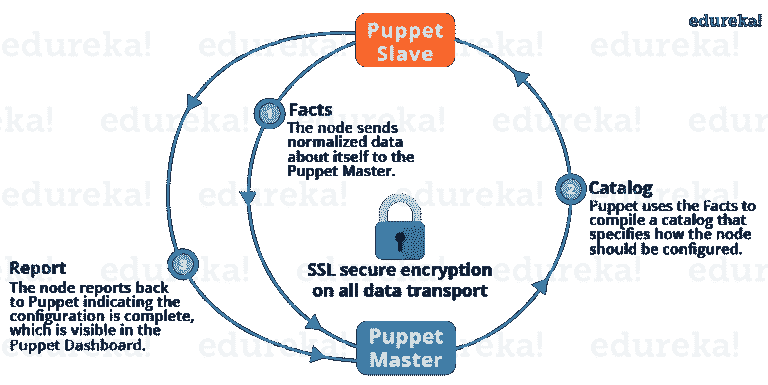 edureka!
Puppet
Slave
1
Facts
The node sends
normalized data
about itself to the
Puppet Master.
2
Catalog
Puppet uses the Facts to
compile a catalog that
specifies how the node
should be configured.
SSL secure encryption
on all data transport
3
Report
The node reports back
to Puppet indicating the
configuration is complete,
which is visible in the
Puppet Dashboard.
Puppet
Master